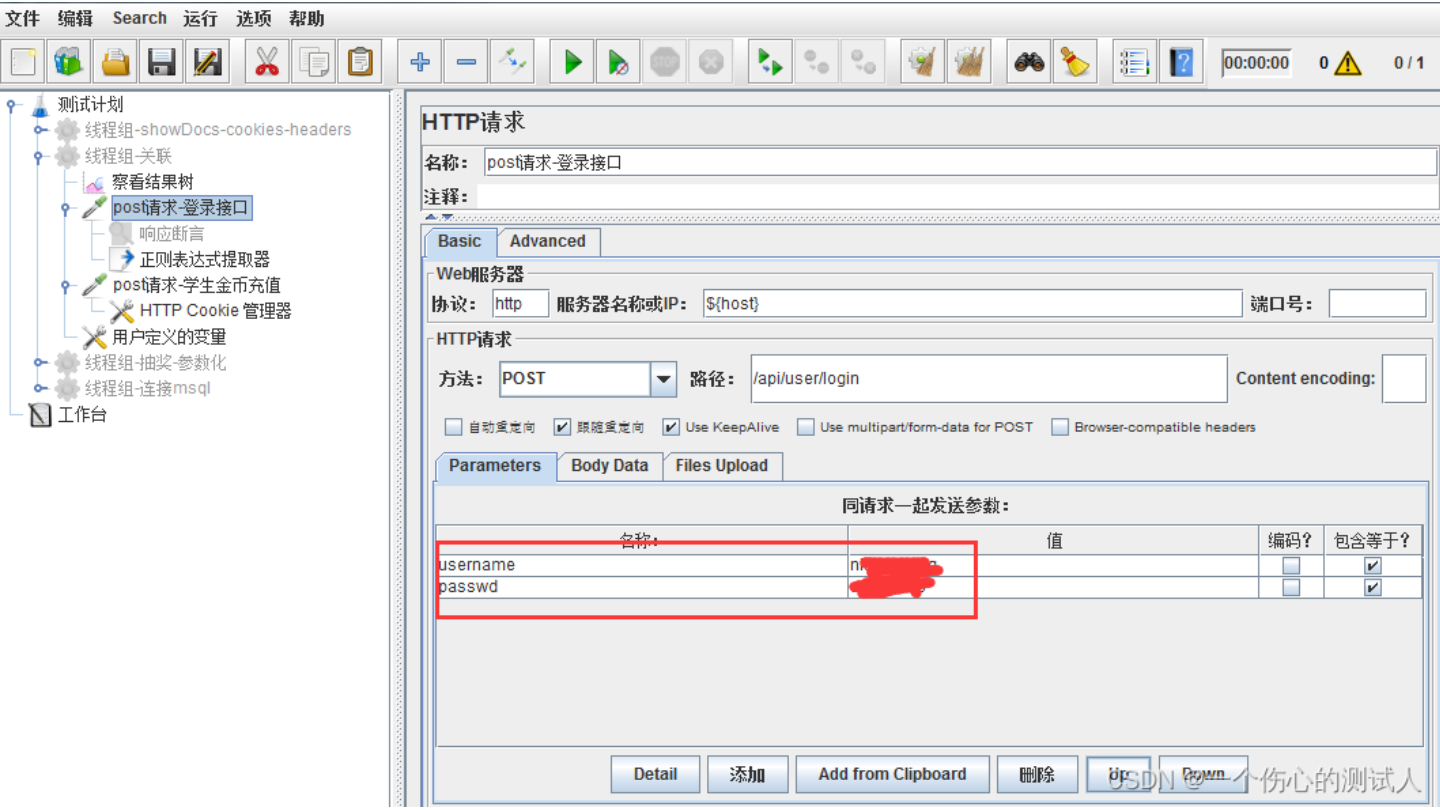 文件 编辑 Search 运行 选项 帮助
STOP 00:00:00 0 0 / 1
测试计划
线程组-showDocs-cookies-headers
线程组-关联
察看结果树
post请求-登录接口
响应断言
正则表达式提取器
post请求-学生金币充值
HTTP Cookie 管理器
用户定义的变量
线程组-抽奖-参数化
线程组-连接msql
工作台
HTTP请求
名称： post请求-登录接口
注释：
Basic Advanced
Web服务器
协议： http 服务器名称或IP： ${host} 端口号：
HTTP请求
方法： POST 路径： /api/user/login Content encoding:
自动重定向 跟随重定向 Use KeepAlive Use multipart/form-data for POST Browser-compatible headers
Parameters Body Data Files Upload
同请求一起发送参数：
名称： 值 编码？ 包含等于？
username
passwd
Detail 添加 Add from Clipboard 删除 Up Down
CSDN @一个伤心的测试人